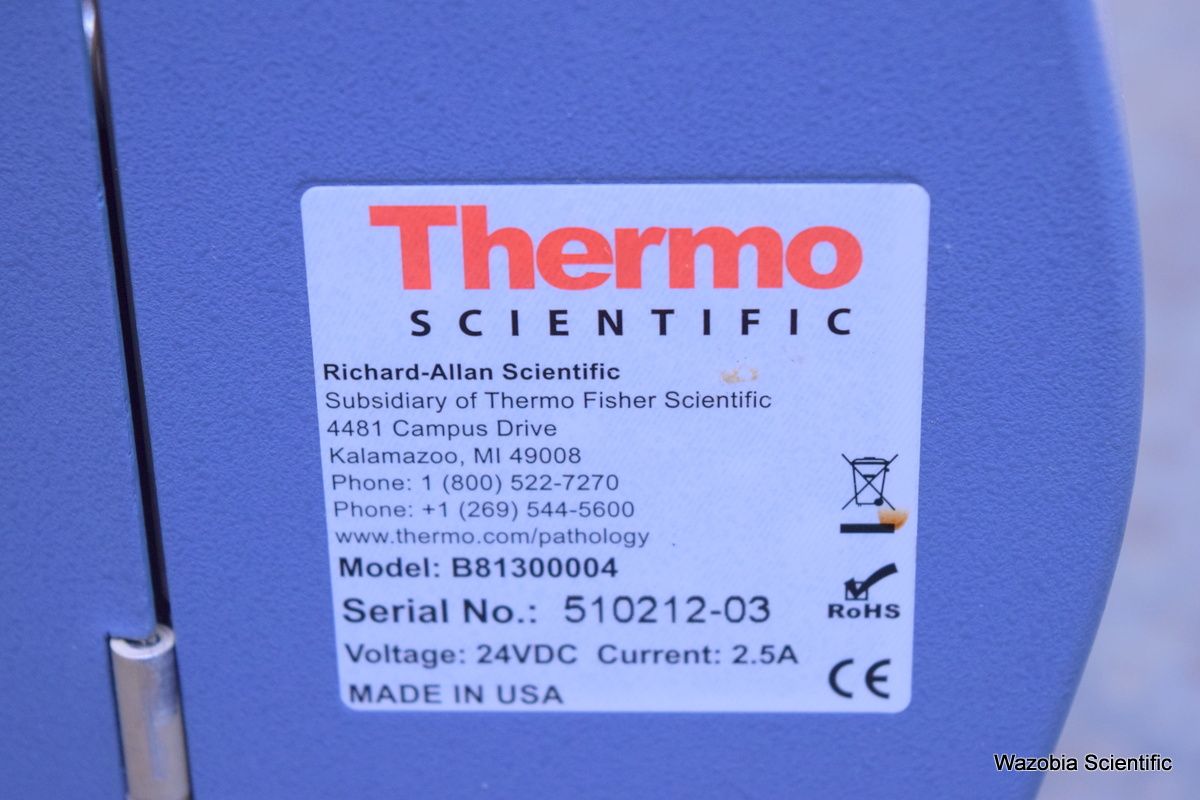 Thermo
SCIENTIFIC
Richard-Allan Scientific
Subsidiary of Thermo Fisher Scientific
4481 Campus Drive
Kalamazoo, MI 49008
Phone: 1 (800) 522-7270
Phone: +1 (269) 544-5600
www.thermo.com/pathology
Model: B81300004
Serial No.: 510212-03
Voltage: 24VDC Current: 2.5A
MADE IN USA
RoHS
CE
Wazobia Scientific